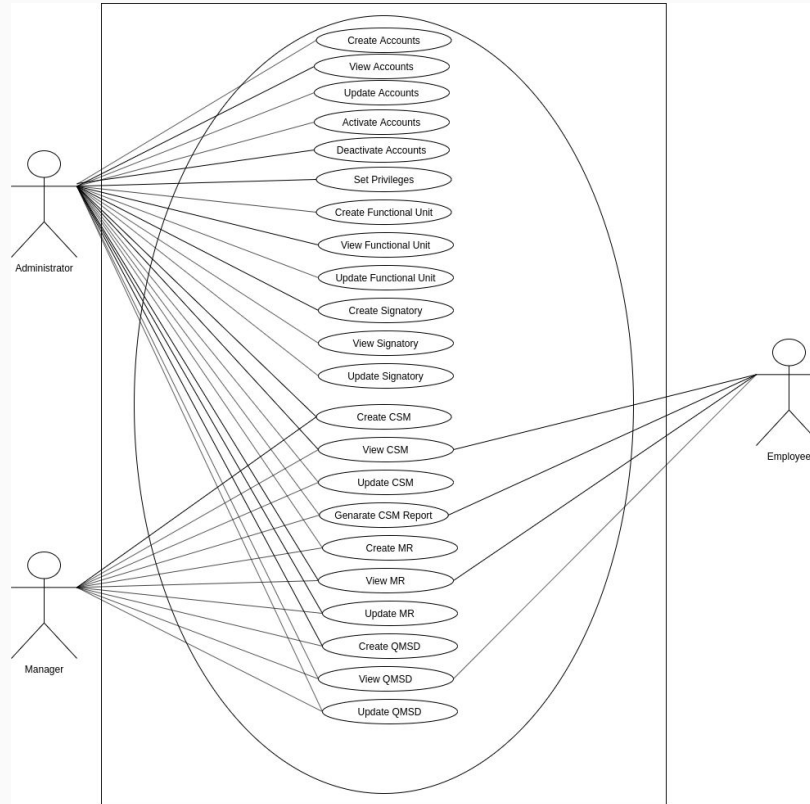 Create Accounts
View Accounts
Update Accounts
Activate Accounts
Deactivate Accounts
Set Privileges
Create Functional Unit
View Functional Unit
Administrator
Update Functional Unit
Create Signatory
View Signatory
Update Signatory
Create CSM
View CSM
Employee
Update CSM
Genarate CSM Report
Create MR
View MR
Update MR
Create QMSD
Manager
View QMSD
Update QMSD